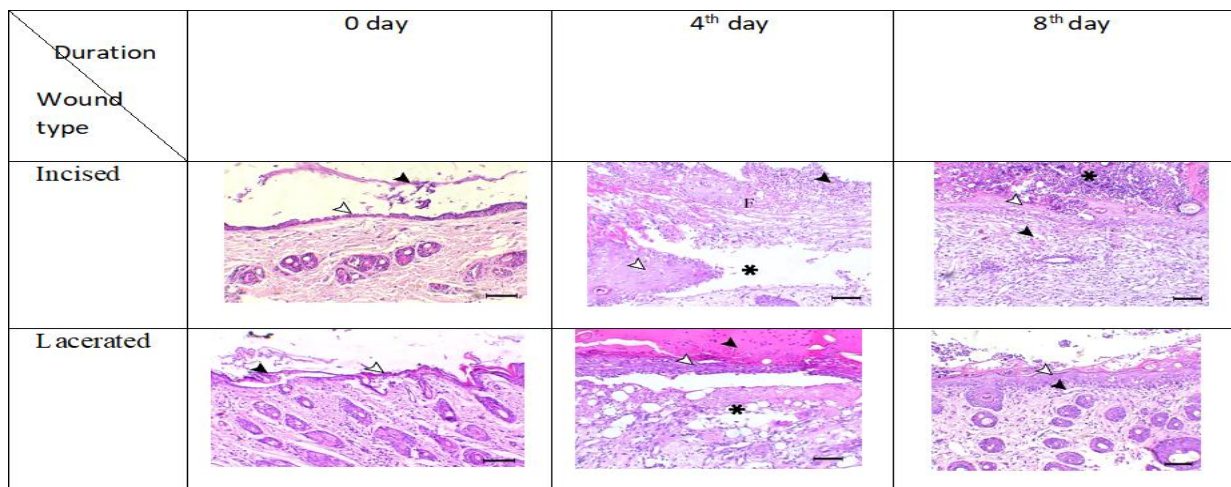 Duration
Wound
type
0 day
4th day
8th day
Incised
F
Lacerated